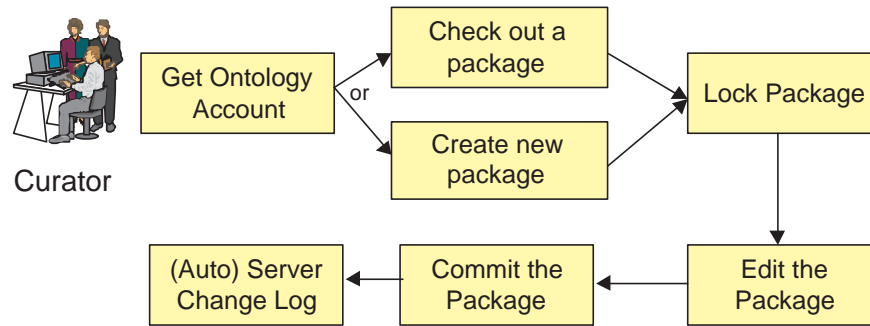 Curator
Get Ontology
Account
or
Check out a
package
Create new
package
Lock Package
Edit the
Package
Commit the
Package
(Auto) Server
Change Log